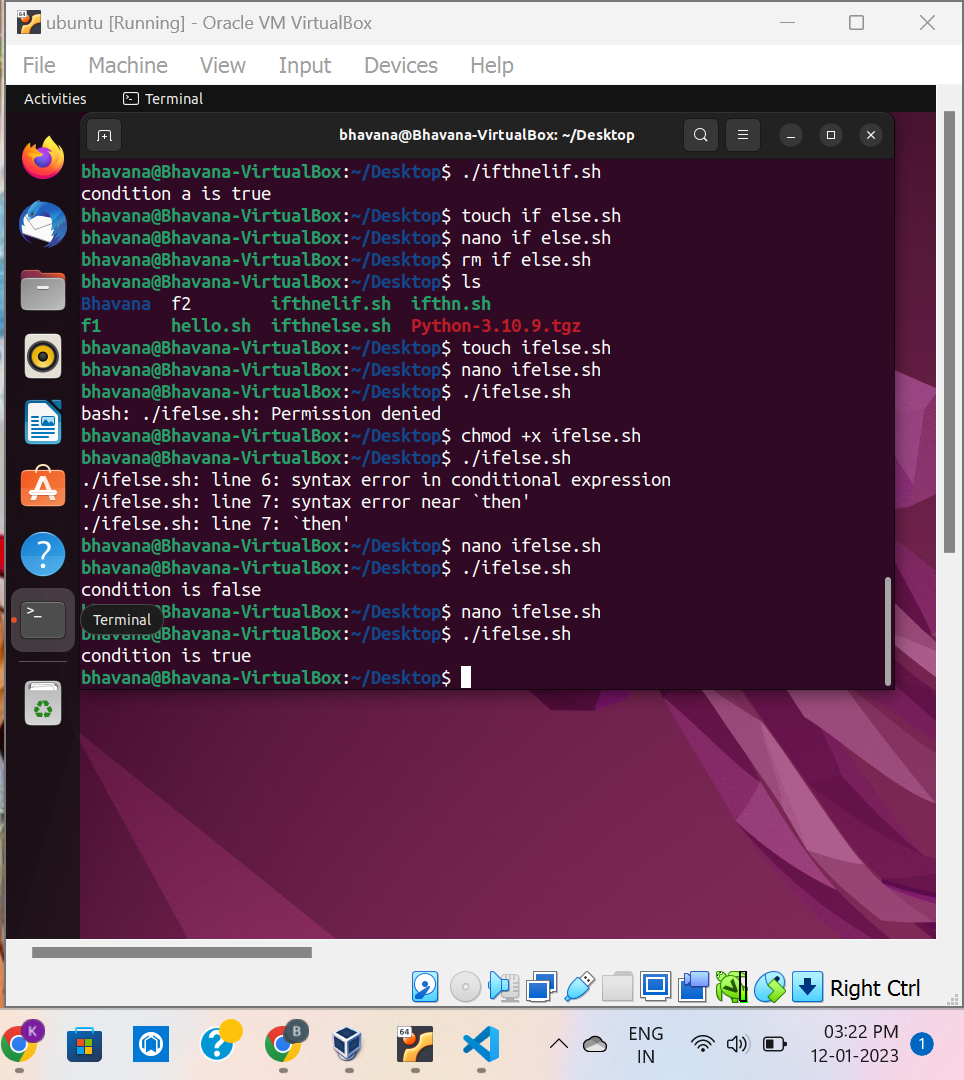 ubuntu [Running] - Oracle VM VirtualBox
File Machine View Input Devices Help
Activities Terminal
bhavana@Bhavana-VirtualBox: ~/Desktop
bhavana@Bhavana-VirtualBox:~/Desktop$ ./ifthnelif.sh
condition a is true
bhavana@Bhavana-VirtualBox:~/Desktop$ touch if else.sh
bhavana@Bhavana-VirtualBox:~/Desktop$ nano if else.sh
bhavana@Bhavana-VirtualBox:~/Desktop$ rm if else.sh
bhavana@Bhavana-VirtualBox:~/Desktop$ ls
Bhavana f2 ifthnelif.sh ifthn.sh
f1 hello.sh ifthnelse.sh Python-3.10.9.tgz
bhavana@Bhavana-VirtualBox:~/Desktop$ touch ifelse.sh
bhavana@Bhavana-VirtualBox:~/Desktop$ nano ifelse.sh
bhavana@Bhavana-VirtualBox:~/Desktop$ ./ifelse.sh
bash: ./ifelse.sh: Permission denied
bhavana@Bhavana-VirtualBox:~/Desktop$ chmod +x ifelse.sh
bhavana@Bhavana-VirtualBox:~/Desktop$ ./ifelse.sh
./ifelse.sh: line 6: syntax error in conditional expression
./ifelse.sh: line 7: syntax error near `then'
./ifelse.sh: line 7: `then'
bhavana@Bhavana-VirtualBox:~/Desktop$ nano ifelse.sh
bhavana@Bhavana-VirtualBox:~/Desktop$ ./ifelse.sh
condition is false
bhavana@Bhavana-VirtualBox:~/Desktop$ nano ifelse.sh
Terminal
bhavana@Bhavana-VirtualBox:~/Desktop$ ./ifelse.sh
condition is true
bhavana@Bhavana-VirtualBox:~/Desktop$
Right Ctrl
K B 64
ENG
IN
03:22 PM
12-01-2023
1